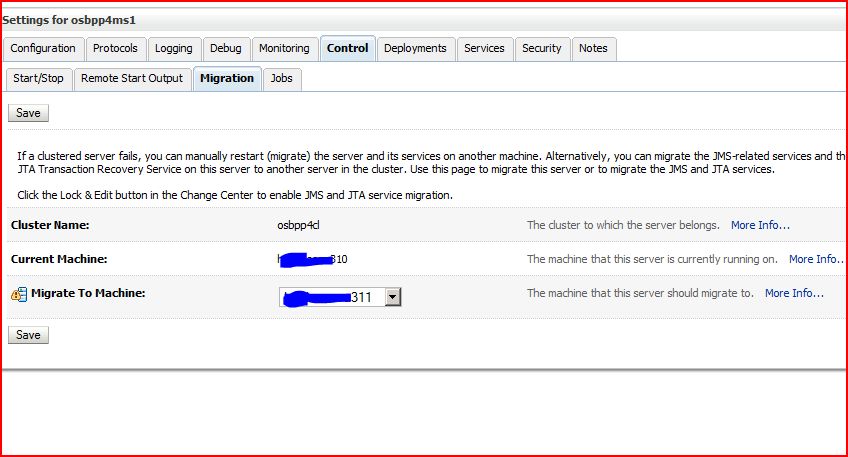 Settings for osbpp4ms1
Configuration Protocols Logging Debug Monitoring Control Deployments Services Security Notes
Start/Stop Remote Start Output Migration Jobs
Save
If a clustered server fails, you can manually restart (migrate) the server and its services on another machine. Alternatively, you can migrate the JMS-related services and th
JTA Transaction Recovery Service on this server to another server in the cluster. Use this page to migrate this server or to migrate the JMS and JTA services.
Click the Lock & Edit button in the Change Center to enable JMS and JTA service migration.
Cluster Name: osbpp4cl The cluster to which the server belongs. More Info...
Current Machine: 310 The machine that this server is currently running on. More Info..
Migrate To Machine: 311 The machine that this server should migrate to. More Info...
Save